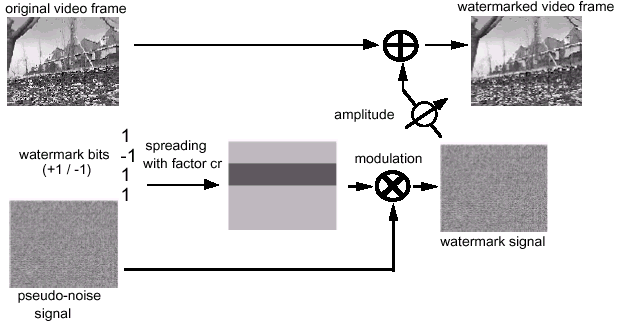 original video frame
watermarked video frame
amplitude
watermark bits
(+1 / -1)
1
-1
1
1
spreading
with factor cr
modulation
watermark signal
pseudo-noise
signal